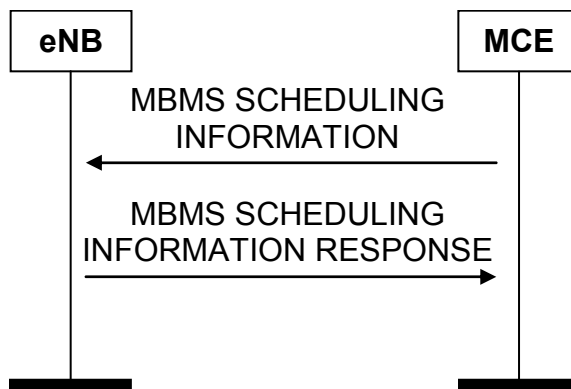 eNB
MCE
MBMS SCHEDULING
INFORMATION
MBMS SCHEDULING
INFORMATION RESPONSE